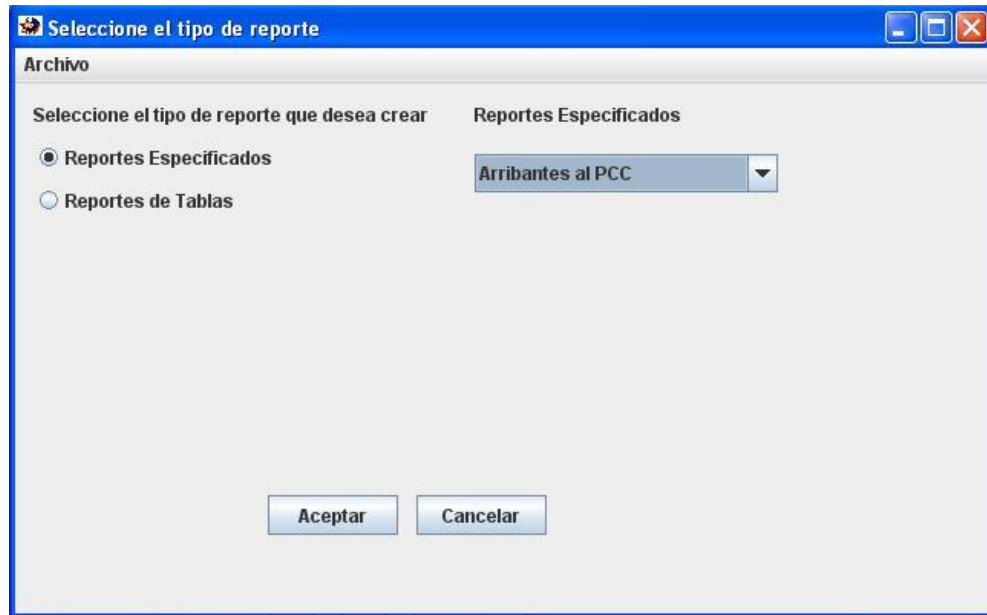 Seleccione el tipo de reporte
Archivo
Seleccione el tipo de reporte que desea crear
Reportes Especificados
Reportes de Tablas
Reportes Especificados
Arribantes al PCC
Aceptar
Cancelar